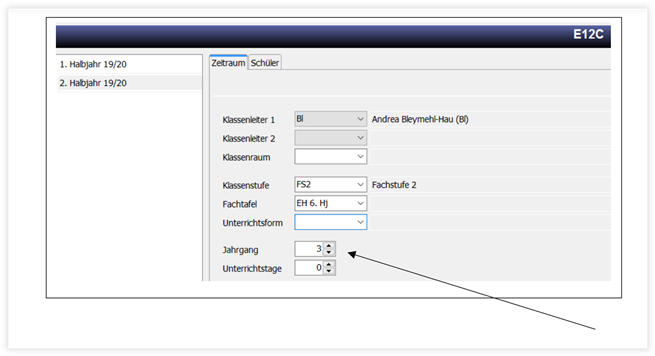 E12C
1. Halbjahr 19/20
2. Halbjahr 19/20
Zeitraum Schüler
Klassenleiter 1 Bl Andrea Bleymehl-Hau (Bl)
Klassenleiter 2
Klassenraum
Klassenstufe FS2 Fachstufe 2
Fachtafel EH 6. HJ
Unterrichtsform
Jahrgang 3
Unterrichtstage 0